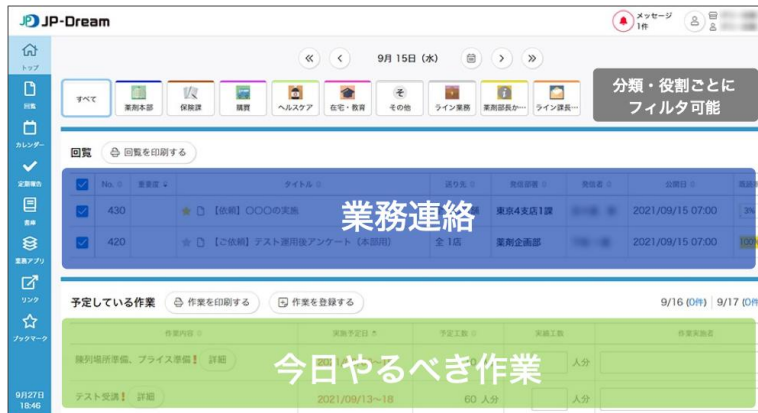 JP-Dream
メッセージ
1件
トップ
回覧
カレンダー
定期報告
書庫
業務アプリ
リンク
ブックマーク
9月27日
18:46
9月 15日 (水)
すべて
薬剤本部
保険課
購買
ヘルスケア
在宅・教育
そ
その他
ライン業務
薬剤部長か…
ライン課長…
分類・役割ごとに
フィルタ可能
回覧 回覧を印刷する
No. 重要度 タイトル 送り先 発信部署 発信者 公開日
430 【依頼】〇〇〇の実施 東京4支店1課 2021/09/15 07:00 3%
業務連絡
420 【ご依頼】テスト運用後アンケート（本部用） 全 1店 薬剤企画部 2021/09/15 07:00 100%
予定している作業 作業を印刷する 作業を登録する 9/16 (0件) 9/17 (0件
作業内容 実施予定日 予定工数 実績工数 作業実施者
陳列場所準備、プライス準備! 詳細 人分
今日やるべき作業
テスト受講! 詳細 2021/09/13～18 60 人分 人分